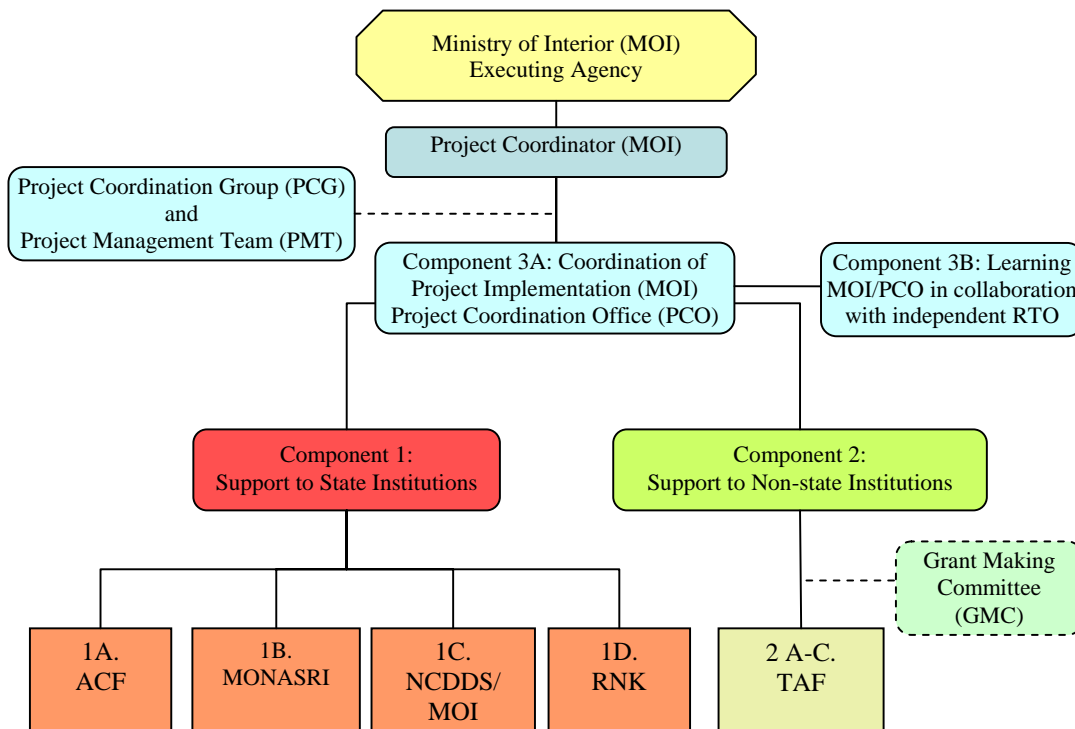 Ministry of Interior (MOI)
Executing Agency
Project Coordinator (MOI)
Project Coordination Group (PCG)
and
Project Management Team (PMT)
Component 3A: Coordination of
Project Implementation (MOI)
Project Coordination Office (PCO)
Component 3B: Learning
MOI/PCO in collaboration
with independent RTO
Component 1:
Support to State Institutions
Component 2:
Support to Non-state Institutions
Grant Making
Committee
(GMC)
1A.
ACF
1B.
MONASRI
1C.
NCDDS/
MOI
1D.
RNK
2 A-C.
TAF